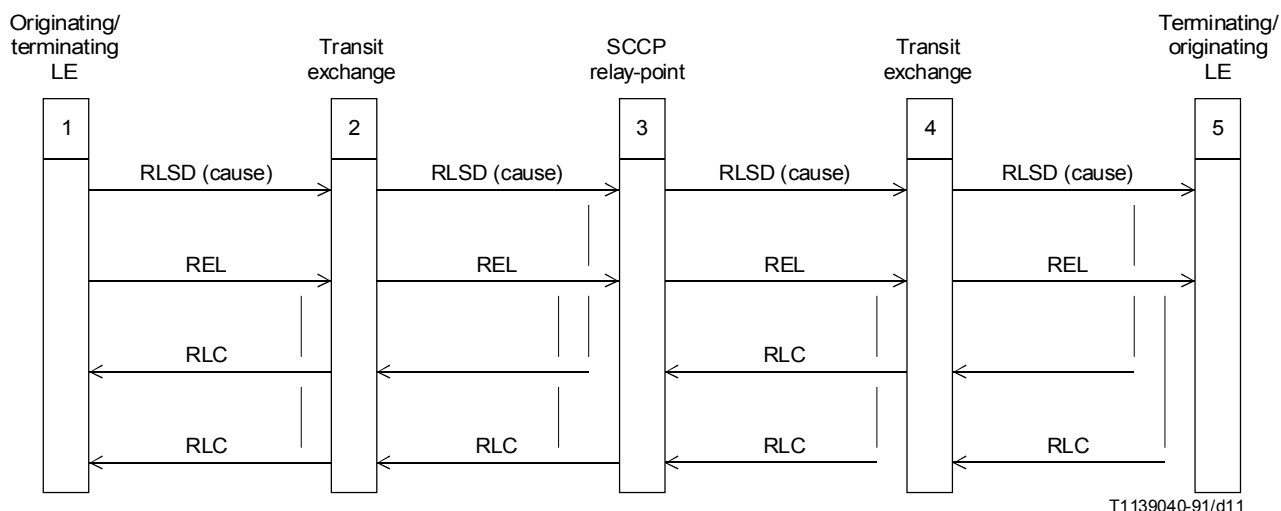 Originating/
terminating
LE
Transit
exchange
SCCP
relay-point
Transit
exchange
Terminating/
originating
LE
1
2
3
4
5
RLSD (cause)
RLSD (cause)
RLSD (cause)
RLSD (cause)
REL
REL
REL
REL
RLC
RLC
RLC
RLC
RLC
RLC
T1139040-91/d11